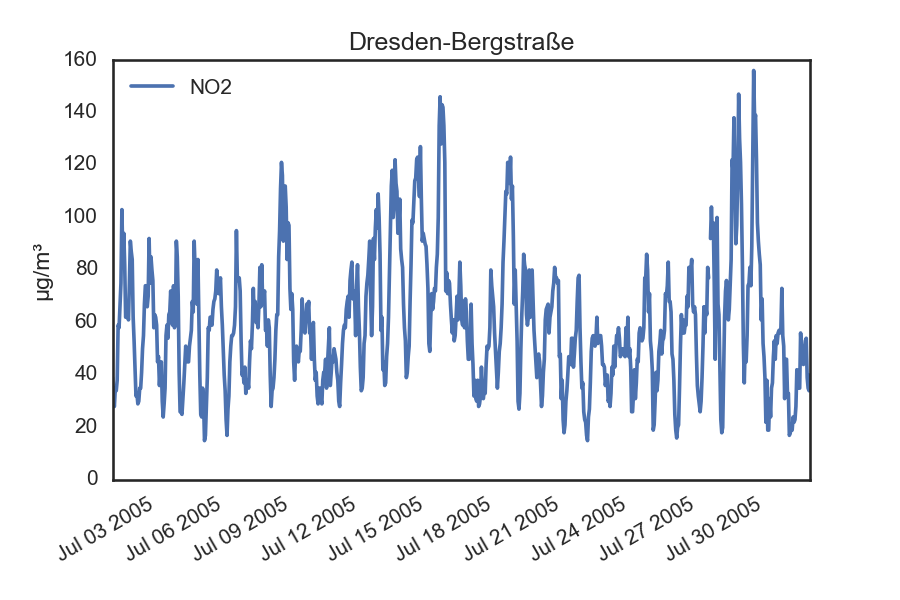 Dresden-Bergstraße
NO2
µg/m³
160
140
120
100
80
60
40
20
0
Jul 03 2005
Jul 06 2005
Jul 09 2005
Jul 12 2005
Jul 15 2005
Jul 18 2005
Jul 21 2005
Jul 24 2005
Jul 27 2005
Jul 30 2005